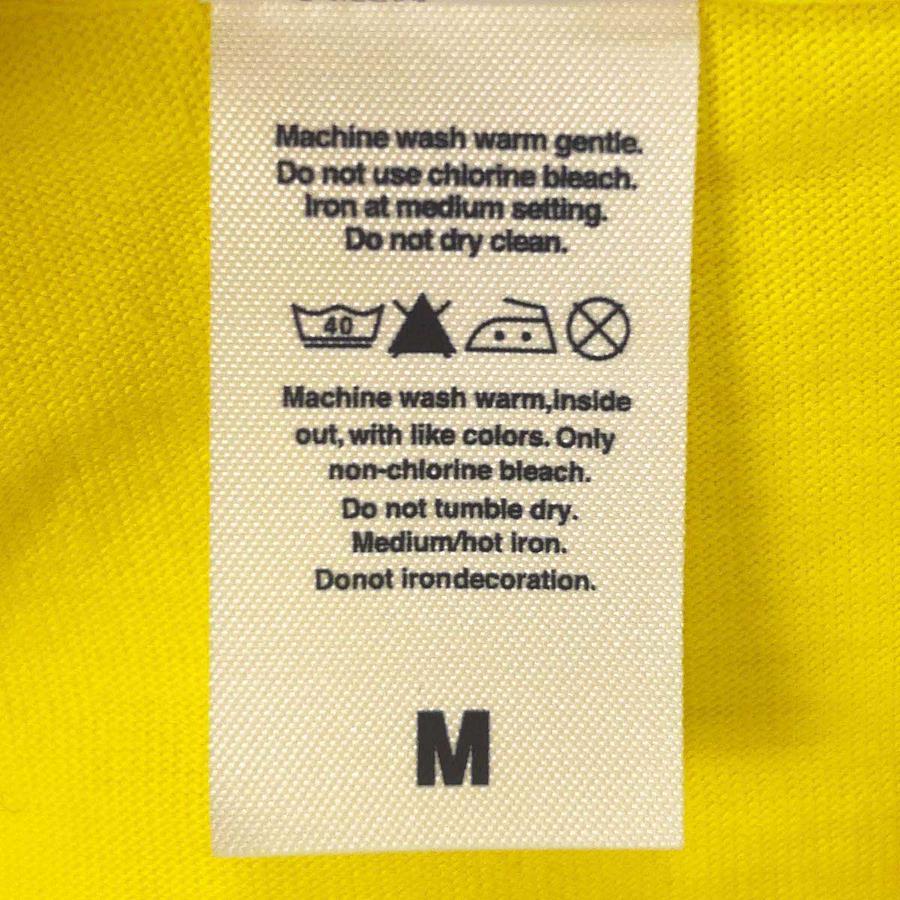 Machine wash warm gentle.
Do not use chlorine bleach.
Iron at medium setting.
Do not dry clean.
40
Machine wash warm,inside
out, with like colors. Only
non-chlorine bleach.
Do not tumble dry.
Medium/hot iron.
Donot irondecoration.
M